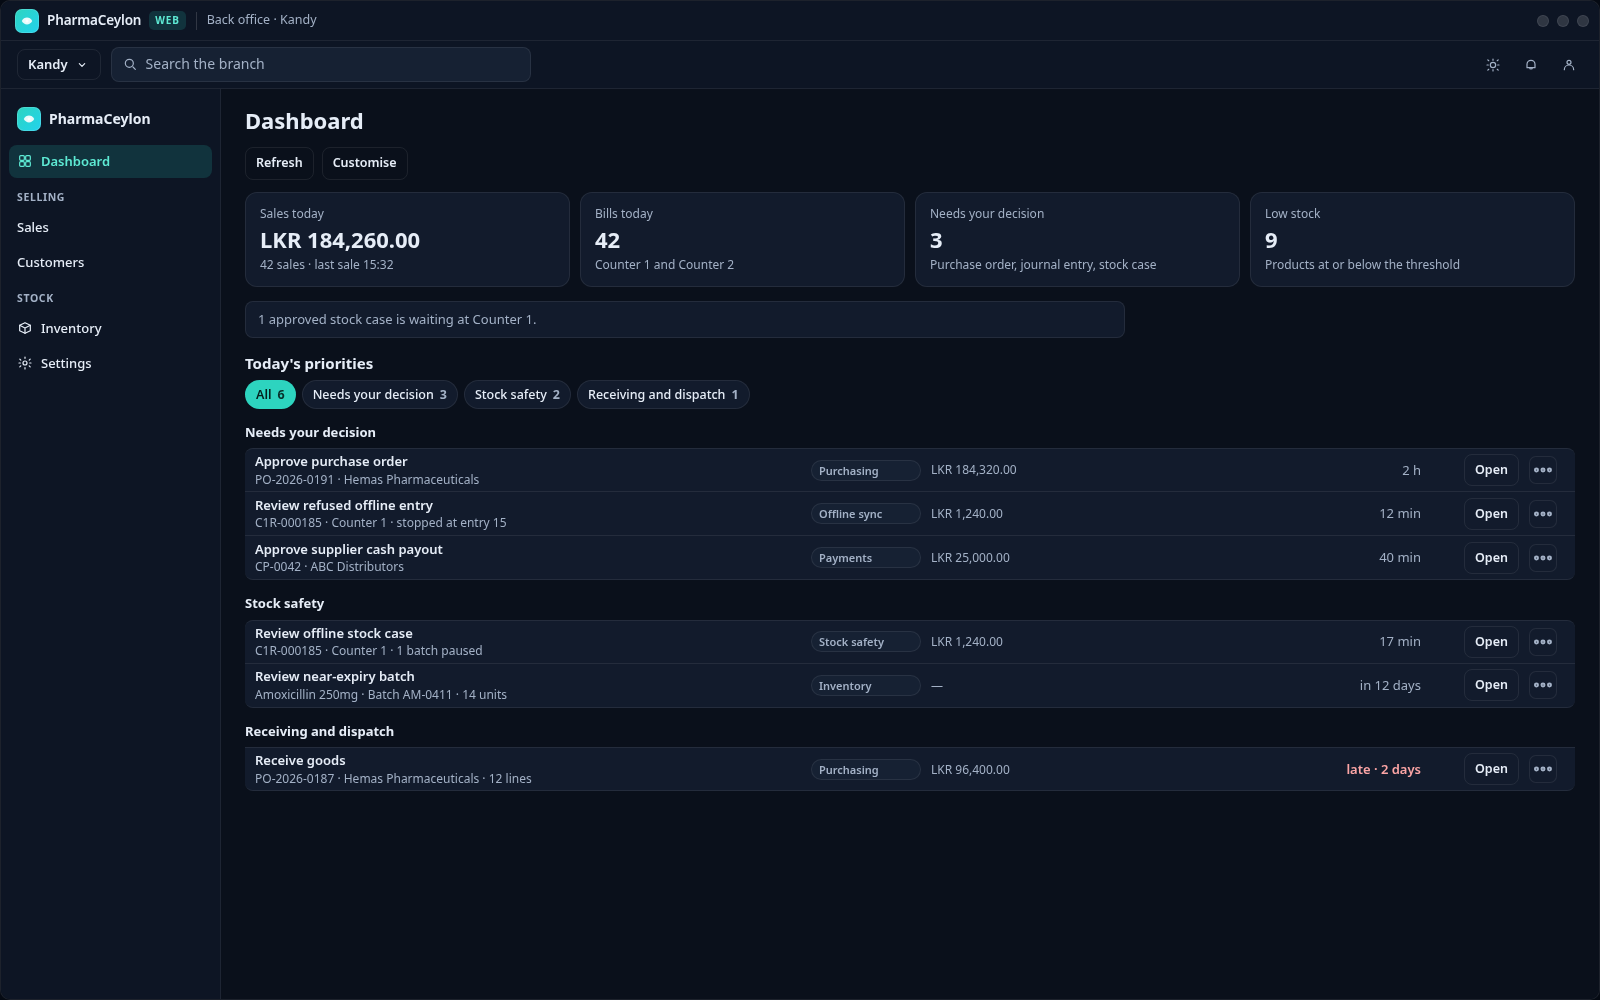 PharmaCeylon WEB Back office · Kandy
Kandy
Search the branch
PharmaCeylon
Dashboard
SELLING
Sales
Customers
STOCK
Inventory
Settings
Dashboard
Refresh Customise
Sales today
LKR 184,260.00
42 sales · last sale 15:32
Bills today
42
Counter 1 and Counter 2
Needs your decision
3
Purchase order, journal entry, stock case
Low stock
9
Products at or below the threshold
1 approved stock case is waiting at Counter 1.
Today's priorities
All 6 Needs your decision 3 Stock safety 2 Receiving and dispatch 1
Needs your decision
Approve purchase order
PO-2026-0191 · Hemas Pharmaceuticals
Purchasing LKR 184,320.00 2 h Open
Review refused offline entry
C1R-000185 · Counter 1 · stopped at entry 15
Offline sync LKR 1,240.00 12 min Open
Approve supplier cash payout
CP-0042 · ABC Distributors
Payments LKR 25,000.00 40 min Open
Stock safety
Review offline stock case
C1R-000185 · Counter 1 · 1 batch paused
Stock safety LKR 1,240.00 17 min Open
Review near-expiry batch
Amoxicillin 250mg · Batch AM-0411 · 14 units
Inventory — in 12 days Open
Receiving and dispatch
Receive goods
PO-2026-0187 · Hemas Pharmaceuticals · 12 lines
Purchasing LKR 96,400.00 late · 2 days Open